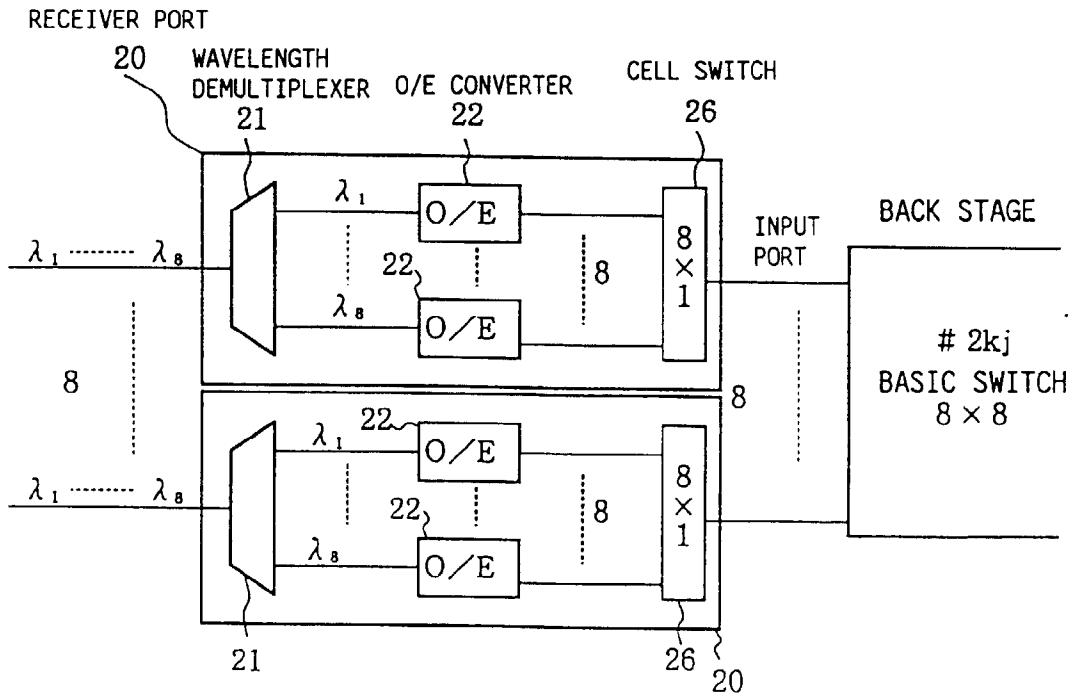 RECEIVER PORT
20
WAVELENGTH
DEMULTIPLEXER
21
O/E CONVERTER
22
CELL SWITCH
26
λ₁ λ₈
λ₁
O/E
22
λ₈
O/E
8
8 × 1
INPUT
PORT
BACK STAGE
# 2kj
BASIC SWITCH
8 × 8
8
8
λ₁ λ₈
λ₁
22
O/E
22
λ₈
O/E
8
8 × 1
21
26
20